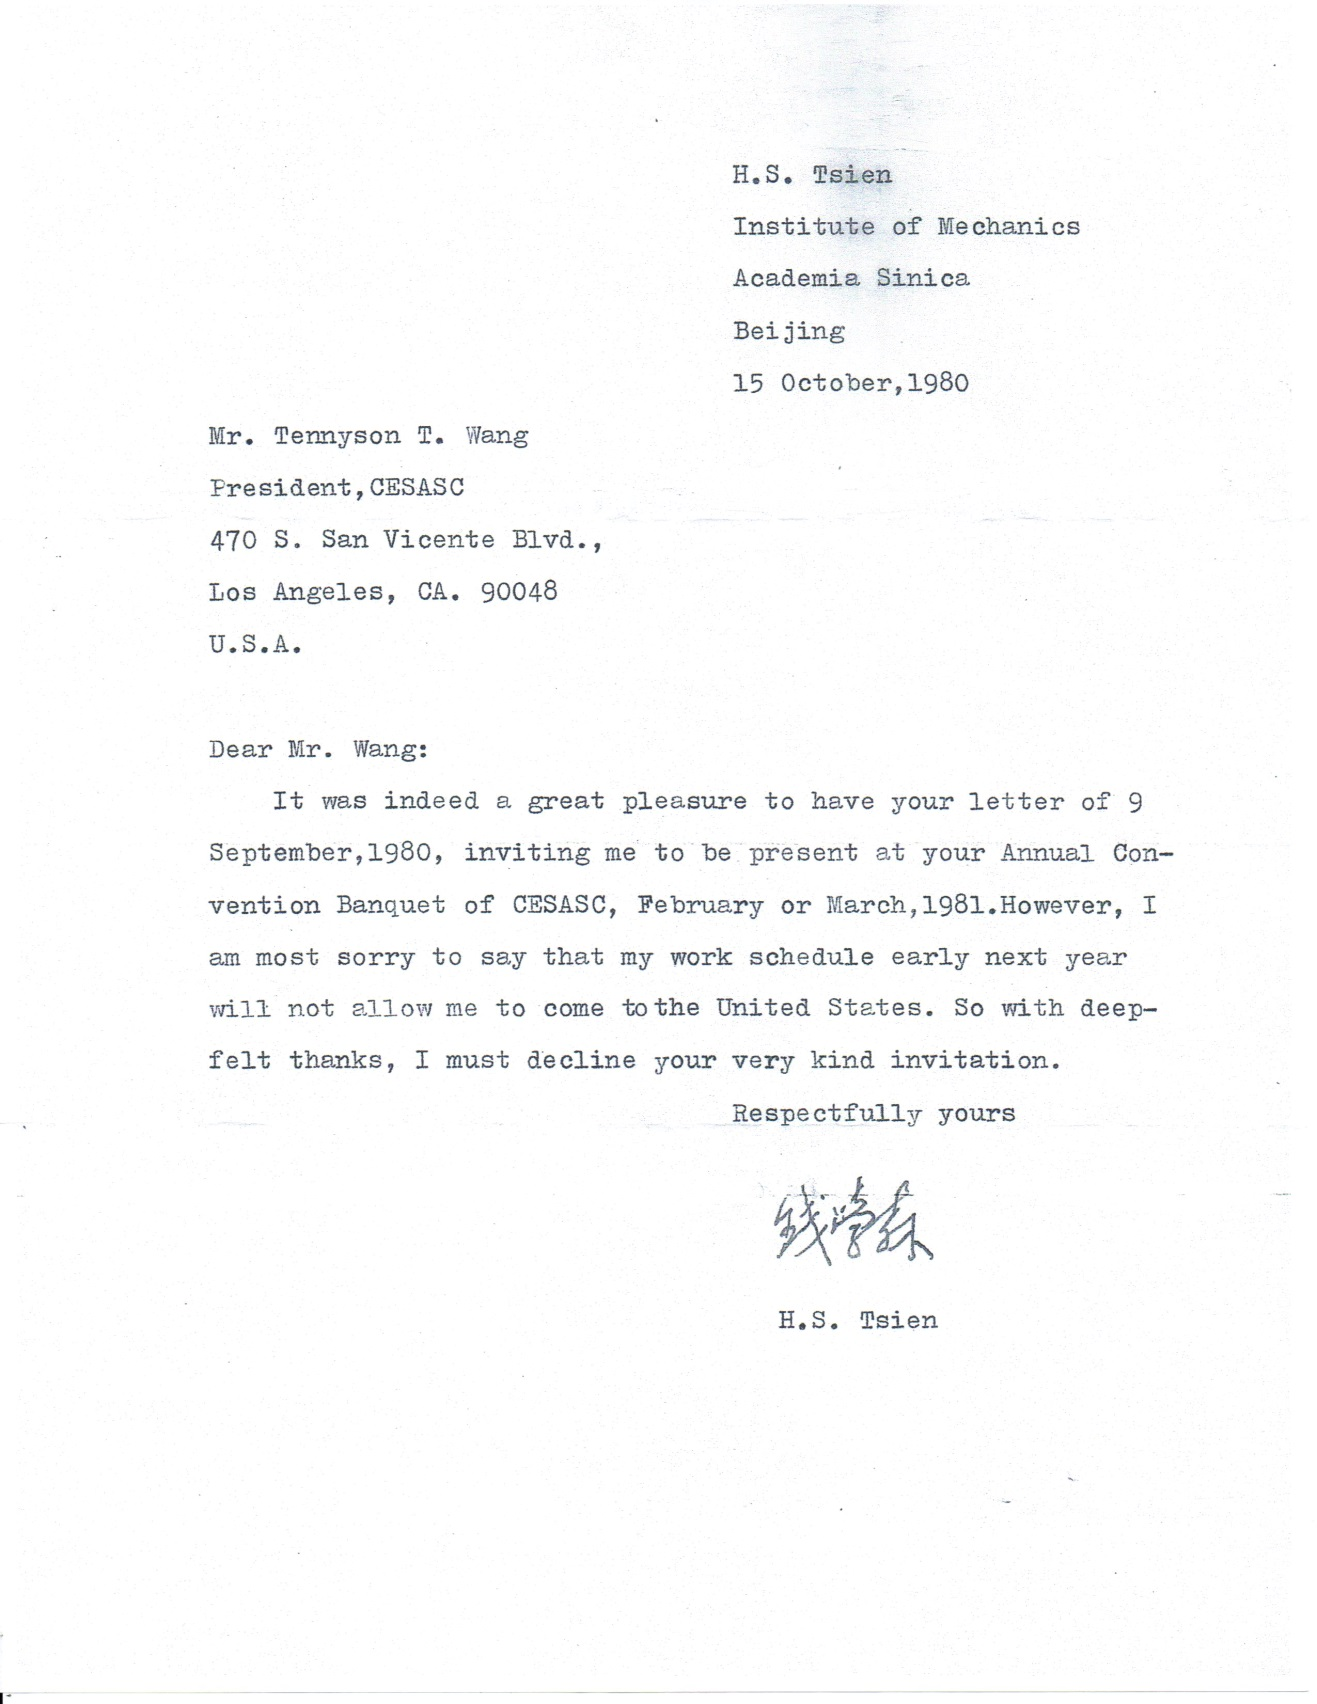 H.S. Tsien
Institute of Mechanics
Academia Sinica
Beijing
15 October,1980
Mr. Tennyson T. Wang
President,CESASC
470 S. San Vicente Blvd.,
Los Angeles, CA. 90048
U.S.A.
Dear Mr. Wang:
It was indeed a great pleasure to have your letter of 9
September,1980, inviting me to be present at your Annual Con-
vention Banquet of CESASC, February or March,1981.However, I
am most sorry to say that my work schedule early next year
will not allow me to come to the United States. So with deep-
felt thanks, I must decline your very kind invitation.
Respectfully yours
钱学森
H.S. Tsien